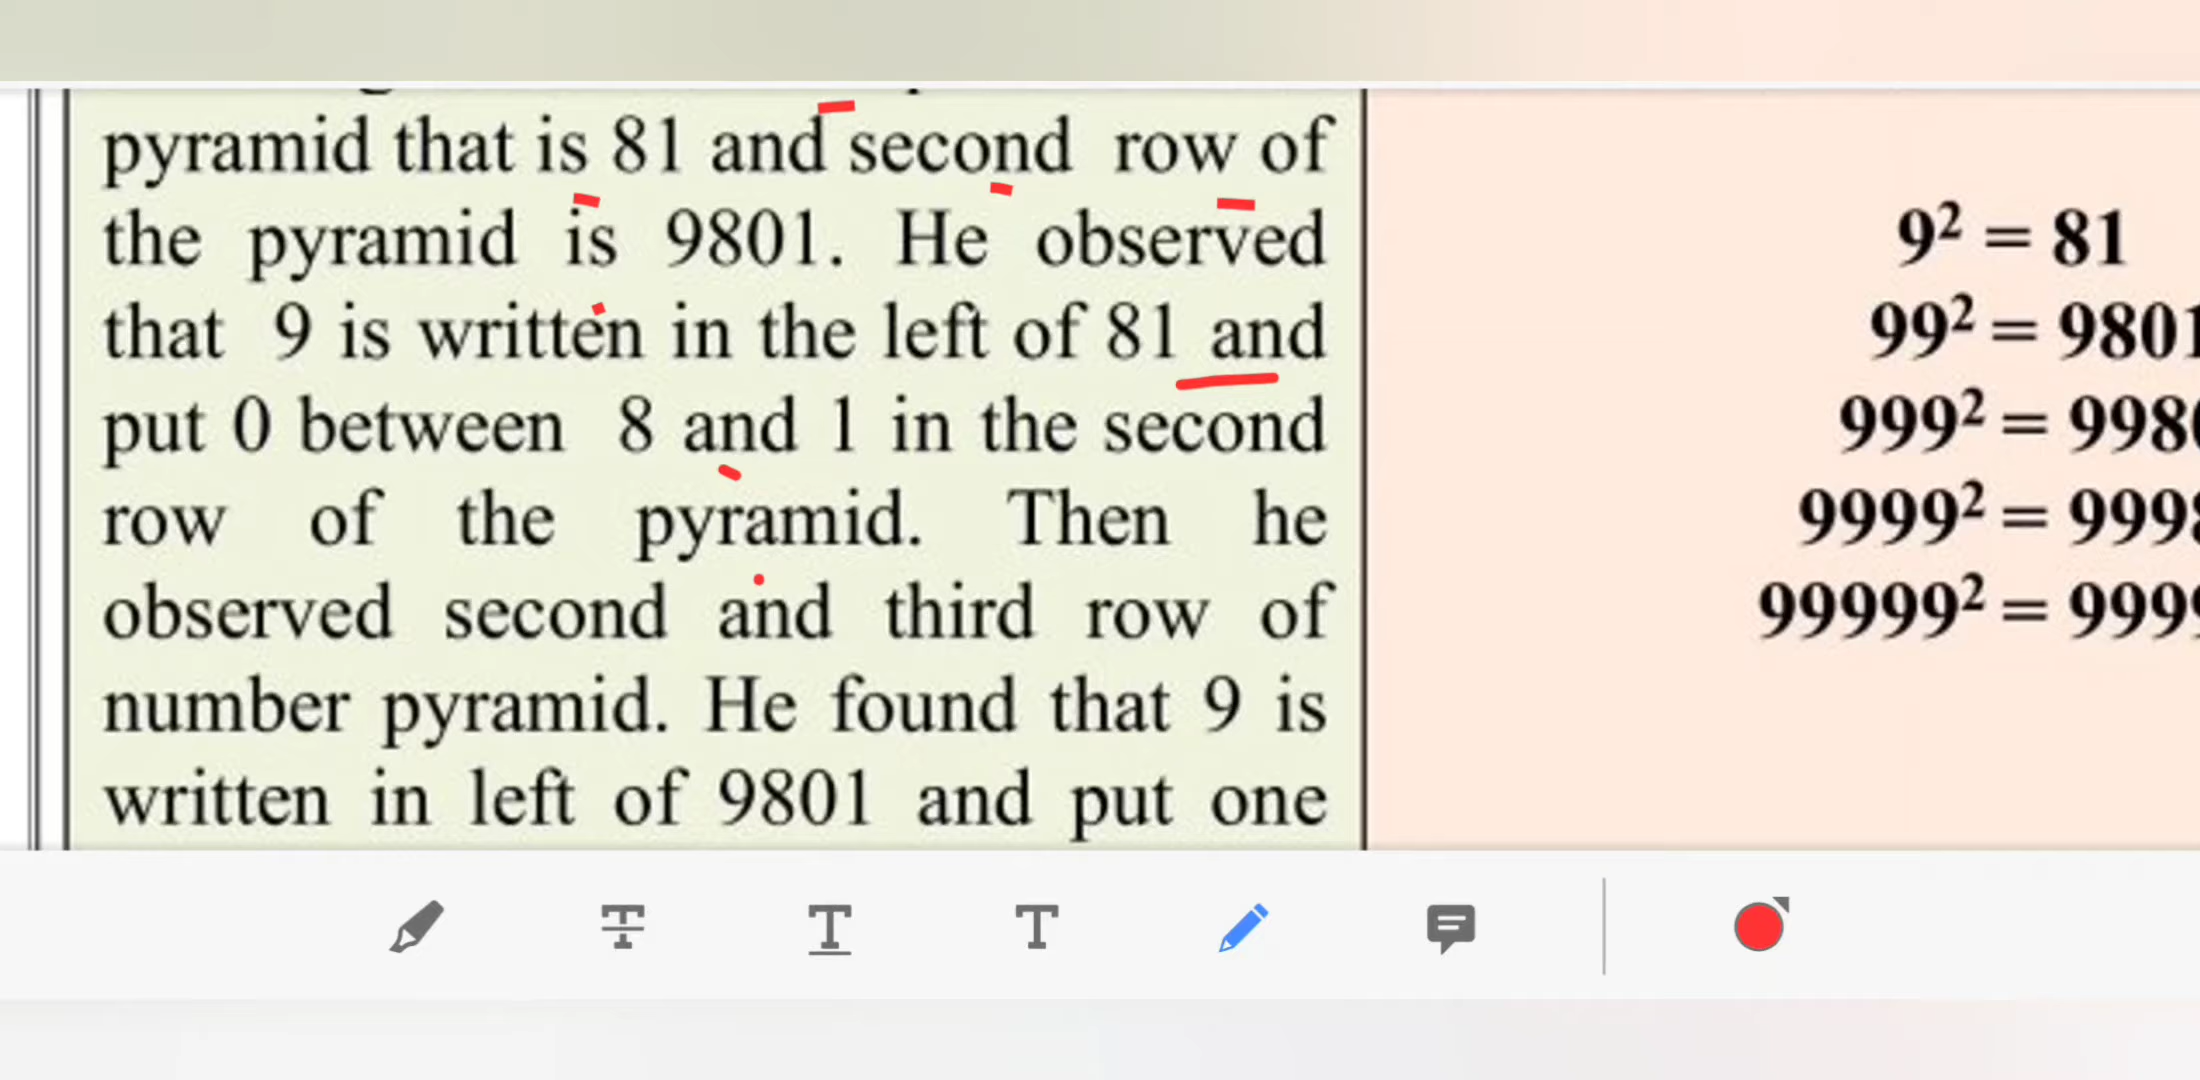 pyramid that is 81 and second row of
the pyramid is 9801. He observed
that 9 is written in the left of 81 and
put 0 between 8 and 1 in the second
row of the pyramid. Then he
observed second and third row of
number pyramid. He found that 9 is
written in left of 9801 and put one
9² = 81
99² = 9801
999² = 998
9999² = 999
99999² = 999